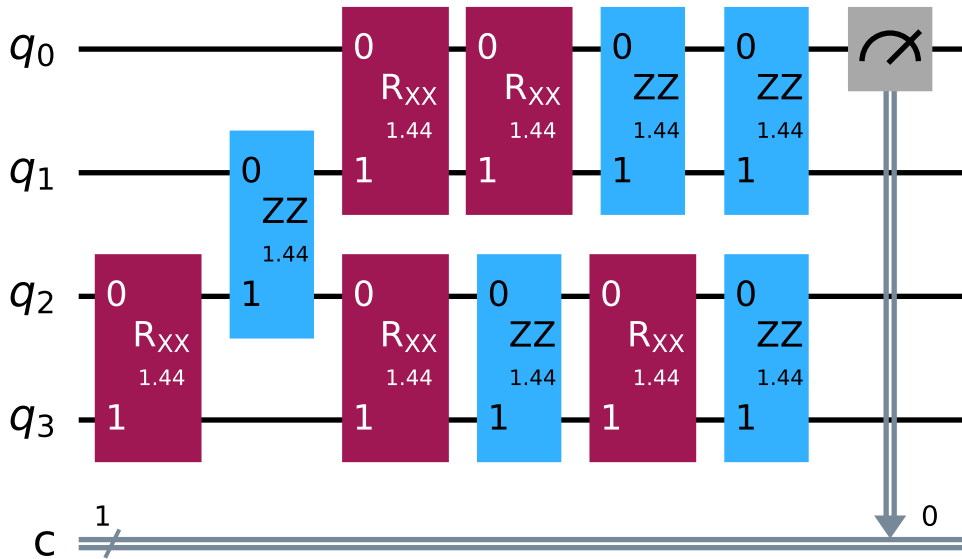 q0 0 0 0 0
RXX RXX ZZ ZZ
1.44 1.44 1.44 1.44
q1 0 1 1 1 1
ZZ
1.44
q2 0 1 0 0 0 0
RXX RXX ZZ RXX ZZ
1.44 1.44 1.44 1.44 1.44
q3 1 1 1 1 1
1 0
c